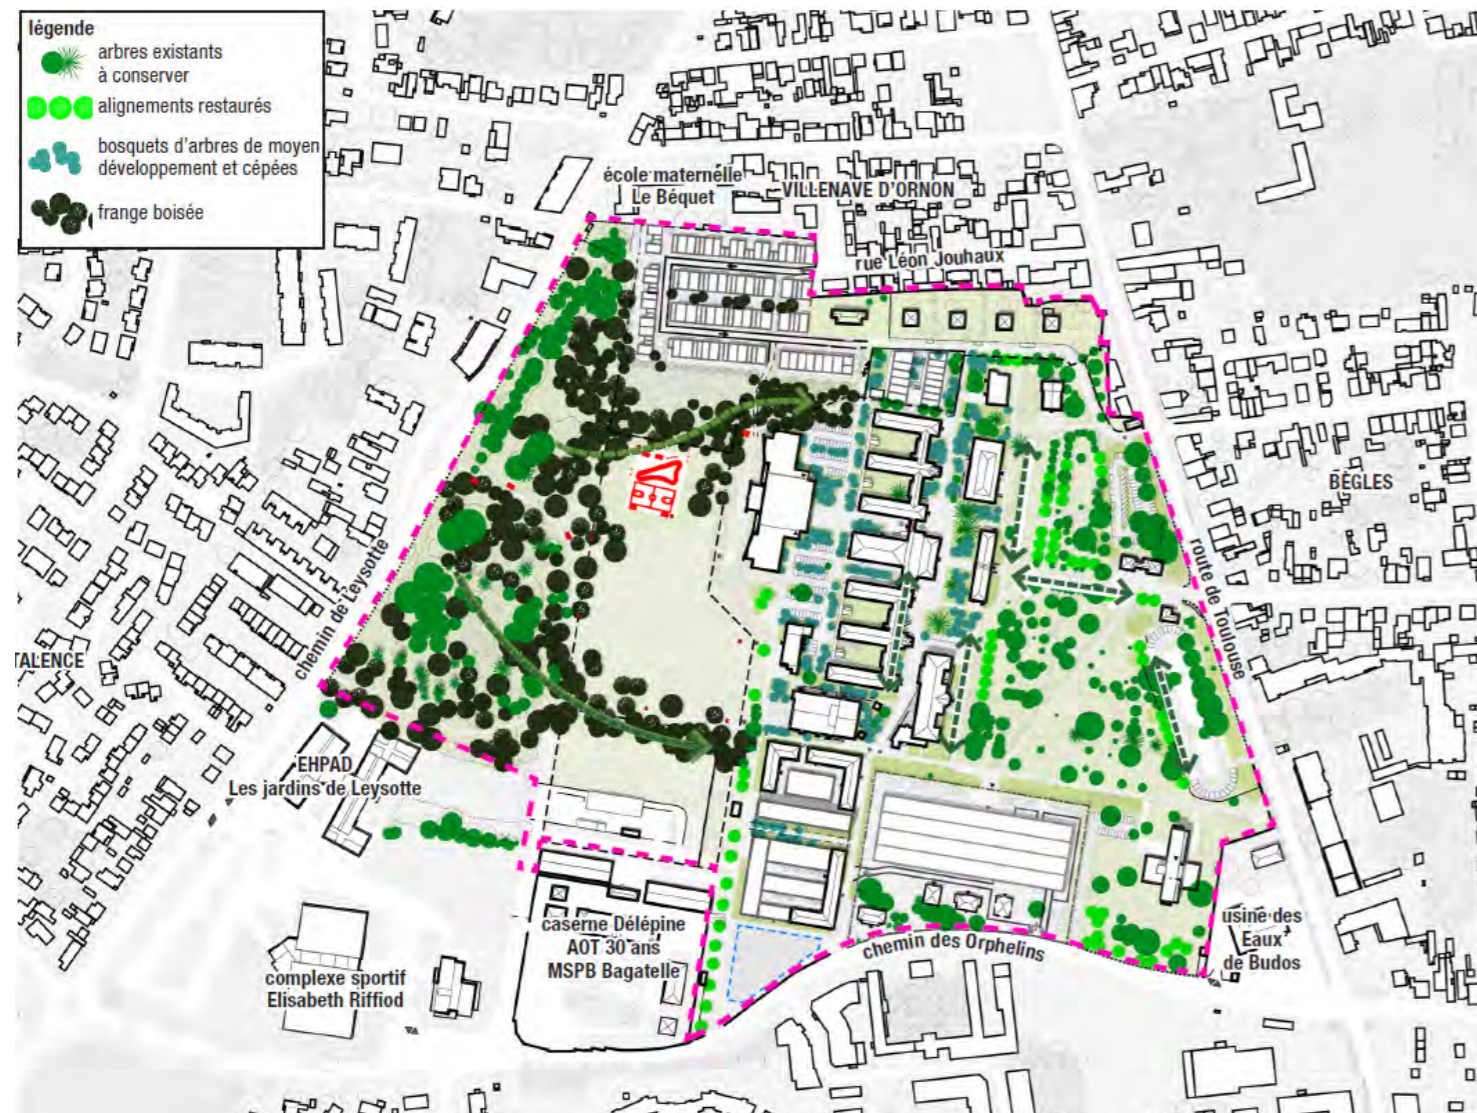 légende
arbres existants
à conserver
alignements restaurés
bosquets d'arbres de moyen
développement et cépées
frange boisée
école maternelle
Le Béquet
VILLENAVE D'ORNON
rue Léon Jouhaux
BÈGLES
route de Toulouse
chemin de Leysotte
TALENCE
EHPAD
Les jardins de Leysotte
caserne Délépine
AOT 30 ans
MSPB Bagatelle
complexe sportif
Elisabeth Riffiod
chemin des Orphelins
usine des
Eaux
de Budos